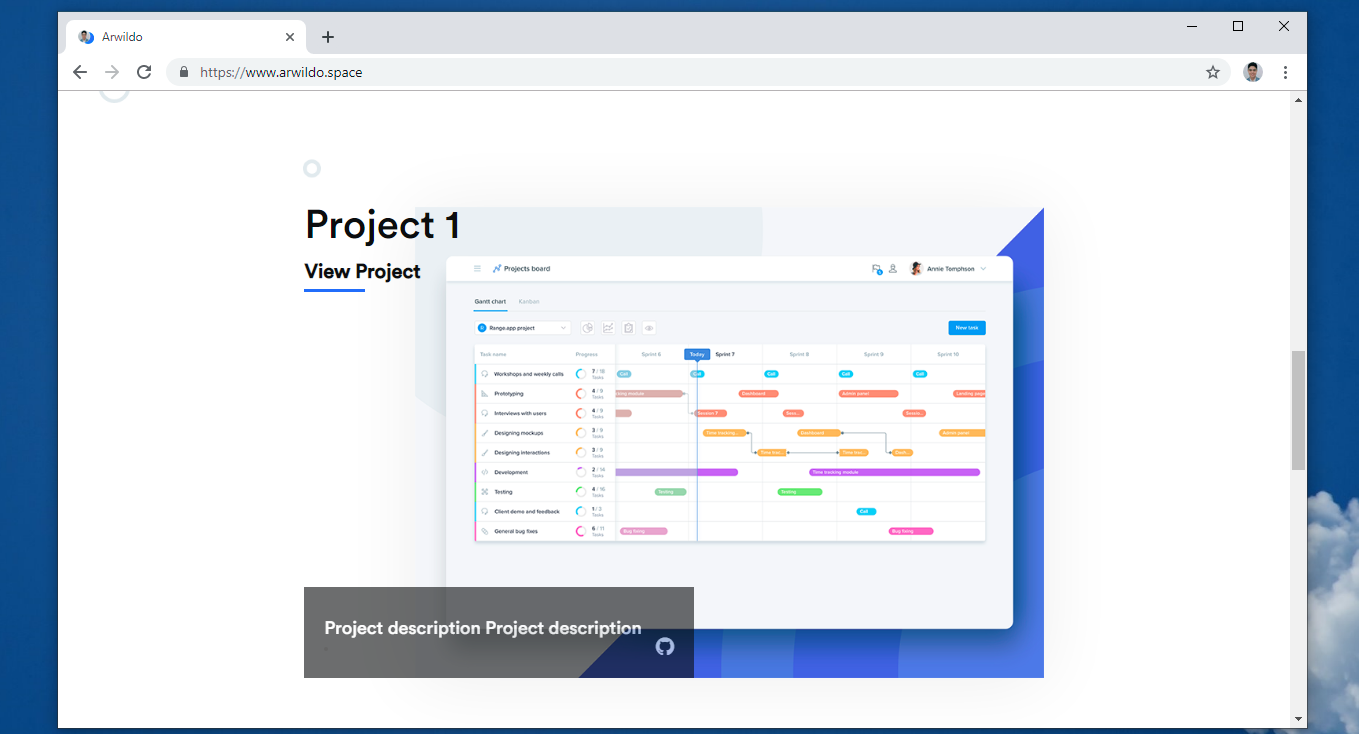 Arwildo
https://www.arwildo.space
Project 1
View Project
Projects board
Annie Tomphson
Gantt chart Kanban
Ranga.app project
New task
Task name Progress Sprint 6 Today Sprint 7 Sprint 8 Sprint 9 Sprint 10
Workshops and weekly calls 7 / 18 Tasks Call Call Call Call Call
Prototyping 4 / 9 Tasks module Dashboard Admin panel Landing page
Interviews with users 4 / 9 Tasks Session 7
Designing mockups 3 / 9 Tasks Time tracking... Dashboard Admin panel
Designing interactions 3 / 9 Tasks Time trac... Time trac...
Development 2 / 14 Tasks Time tracking module
Testing 4 / 16 Tasks Testing Testing
Client demo and feedback 1 / 3 Tasks Call
General bug fixes 6 / 11 Tasks Bug fixing Bug fixing
Project description Project description